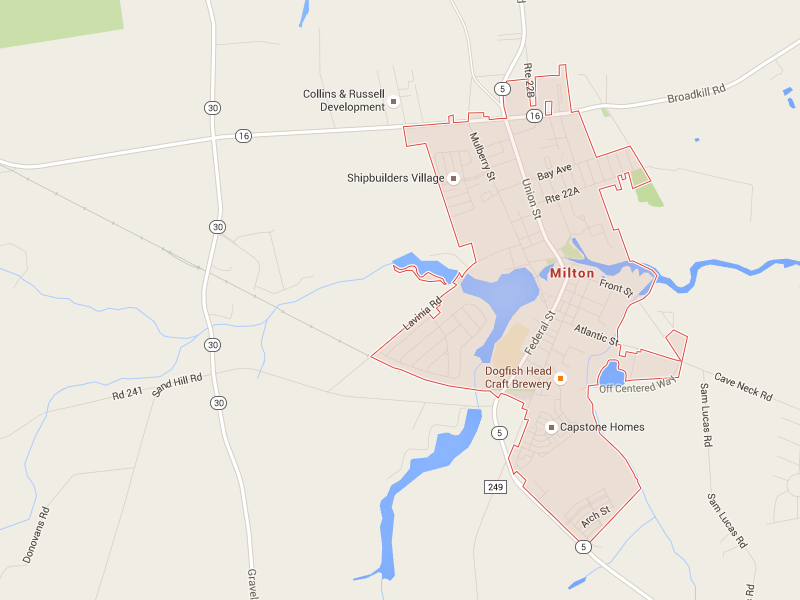 Rte 22B
5
30
Collins & Russell
Development
Broadkill Rd
16
16
Mulberry St
Shipbuilders Village
Bay Ave
Union St
Rte 22A
30
Milton
Front St
Lavinia Rd
Federal St
Atlantic St
30
Dogfish Head
Craft Brewery
Off Centered Way
Cave Neck Rd
Rd 241
Sand Hill Rd
30
Sam Lucas Rd
5
Capstone Homes
249
Donovans Rd
Arch St
Sam Lucas Rd
5
Gravel
Rd